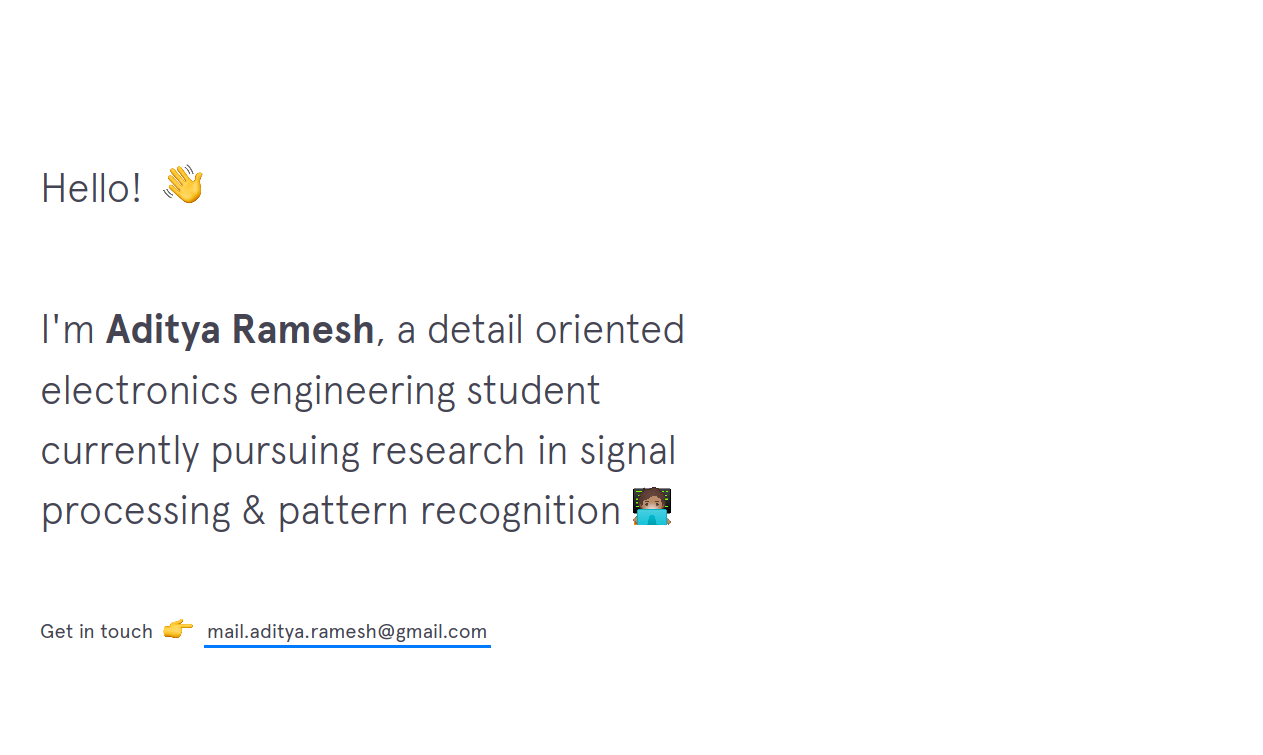 Hello! 👋
I'm Aditya Ramesh, a detail oriented
electronics engineering student
currently pursuing research in signal
processing & pattern recognition 👨🏽‍💻
Get in touch 👉 mail.aditya.ramesh@gmail.com